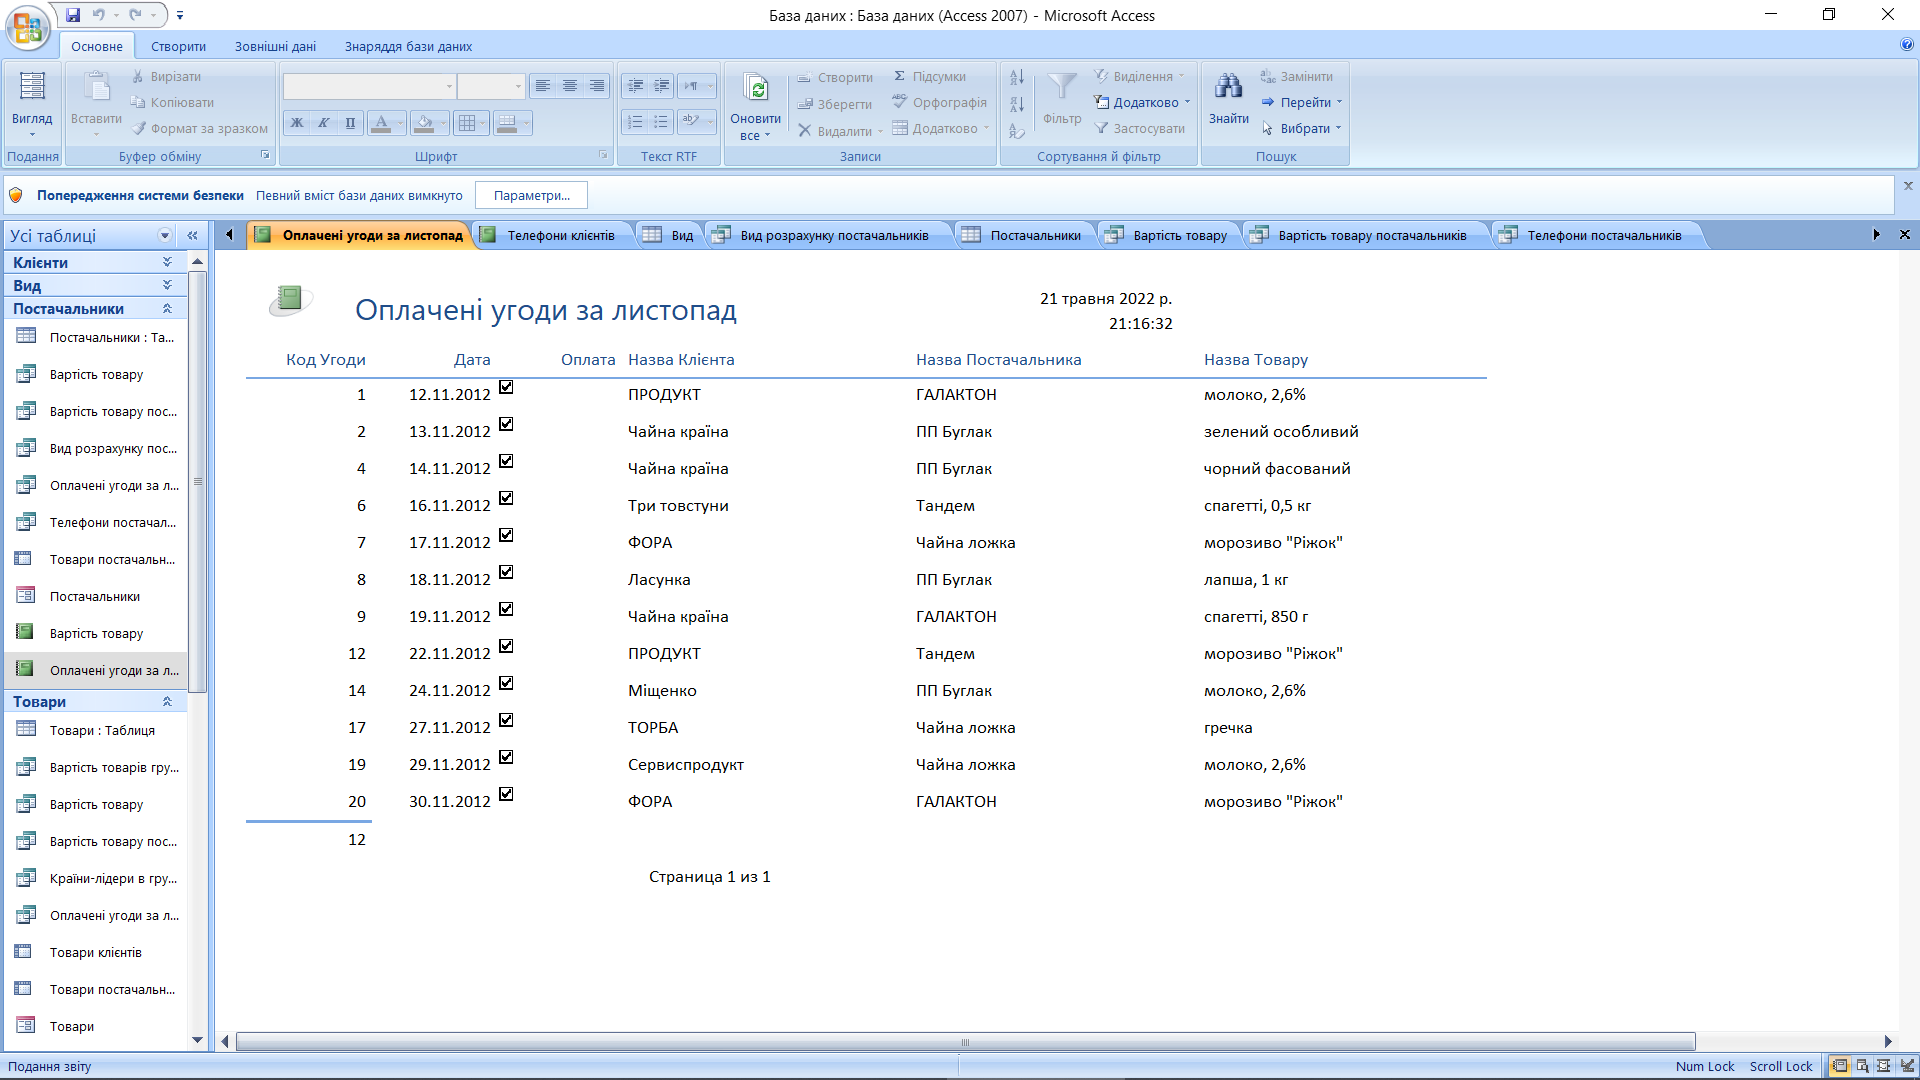 База даних : База даних (Access 2007) - Microsoft Access
Основне Створити Зовнішні дані Знаряддя бази даних
Вигляд
Подання
Вставити
Вирізати
Копіювати
Формат за зразком
Буфер обміну
Ж К П А
Шрифт
Текст RTF
Оновити все
Створити
Зберегти
Видалити
Підсумки
Орфографія
Додатково
Записи
Фільтр
Виділення
Додатково
Застосувати
Сортування й фільтр
Знайти
Замінити
Перейти
Вибрати
Пошук
Попередження системи безпеки Певний вміст бази даних вимкнуто Параметри...
Усі таблиці
Клієнти
Вид
Постачальники
Постачальники : Та...
Вартість товару
Вартість товару пос...
Вид розрахунку пос...
Оплачені угоди за л...
Телефони постачал...
Товари постачальн...
Постачальники
Вартість товару
Оплачені угоди за л...
Товари
Товари : Таблиця
Вартість товарів гру...
Вартість товару
Вартість товару пос...
Країни-лідери в гру...
Оплачені угоди за л...
Товари клієнтів
Товари постачальн...
Товари
Оплачені угоди за листопад Телефони клієнтів Вид Вид розрахунку постачальників Постачальники Вартість товару Вартість товару постачальників Телефони постачальників
Оплачені угоди за листопад
21 травня 2022 р.
21:16:32
Код Угоди Дата Оплата Назва Клієнта Назва Постачальника Назва Товару
1 12.11.2012 ПРОДУКТ ГАЛАКТОН молоко, 2,6%
2 13.11.2012 Чайна країна ПП Буглак зелений особливий
4 14.11.2012 Чайна країна ПП Буглак чорний фасований
6 16.11.2012 Три товстуни Тандем спагетті, 0,5 кг
7 17.11.2012 ФОРА Чайна ложка морозиво "Ріжок"
8 18.11.2012 Ласунка ПП Буглак лапша, 1 кг
9 19.11.2012 Чайна країна ГАЛАКТОН спагетті, 850 г
12 22.11.2012 ПРОДУКТ Тандем морозиво "Ріжок"
14 24.11.2012 Міщенко ПП Буглак молоко, 2,6%
17 27.11.2012 ТОРБА Чайна ложка гречка
19 29.11.2012 Сервиспродукт Чайна ложка молоко, 2,6%
20 30.11.2012 ФОРА ГАЛАКТОН морозиво "Ріжок"
12
Страница 1 из 1
Подання звіту Num Lock Scroll Lock